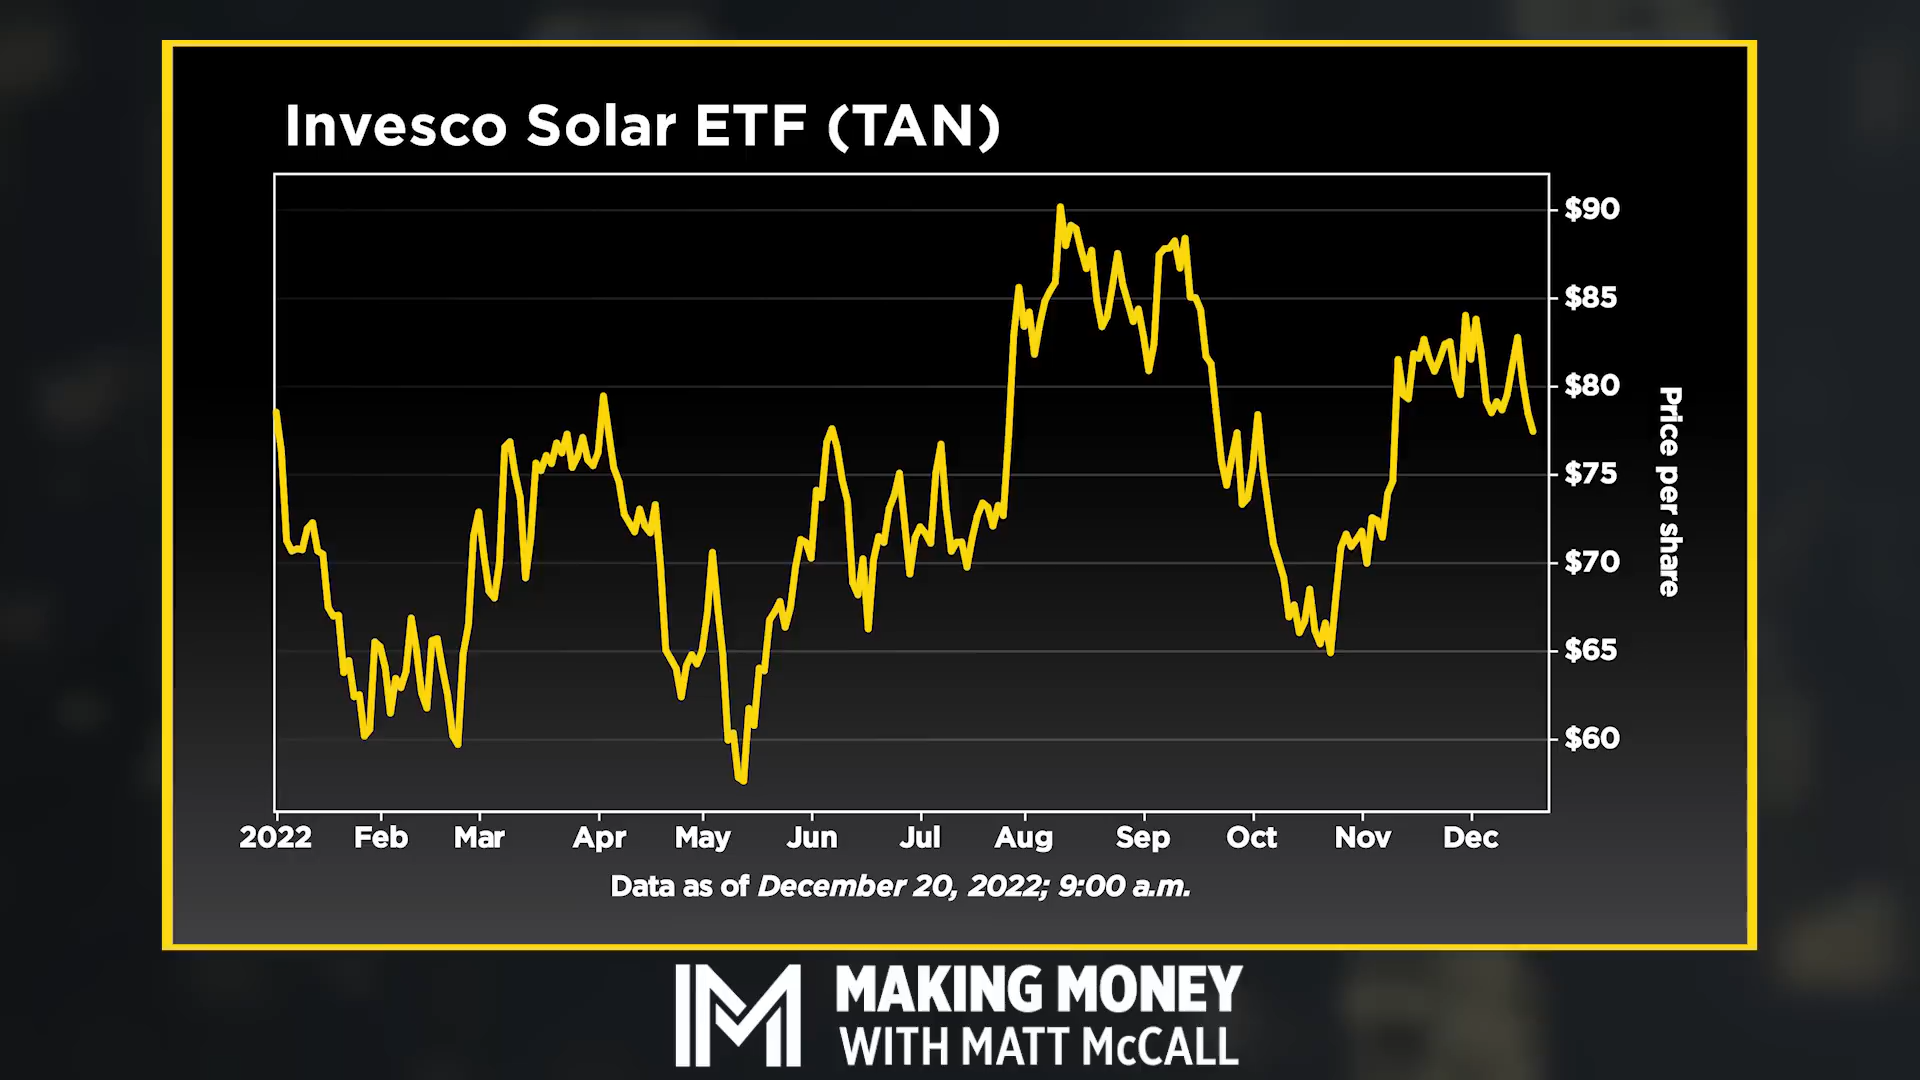 Invesco Solar ETF (TAN)
$90
$85
$80
$75
$70
$65
$60
Price per share
2022 Feb Mar Apr May Jun Jul Aug Sep Oct Nov Dec
Data as of December 20, 2022; 9:00 a.m.
MAKING MONEY
WITH MATT McCALL